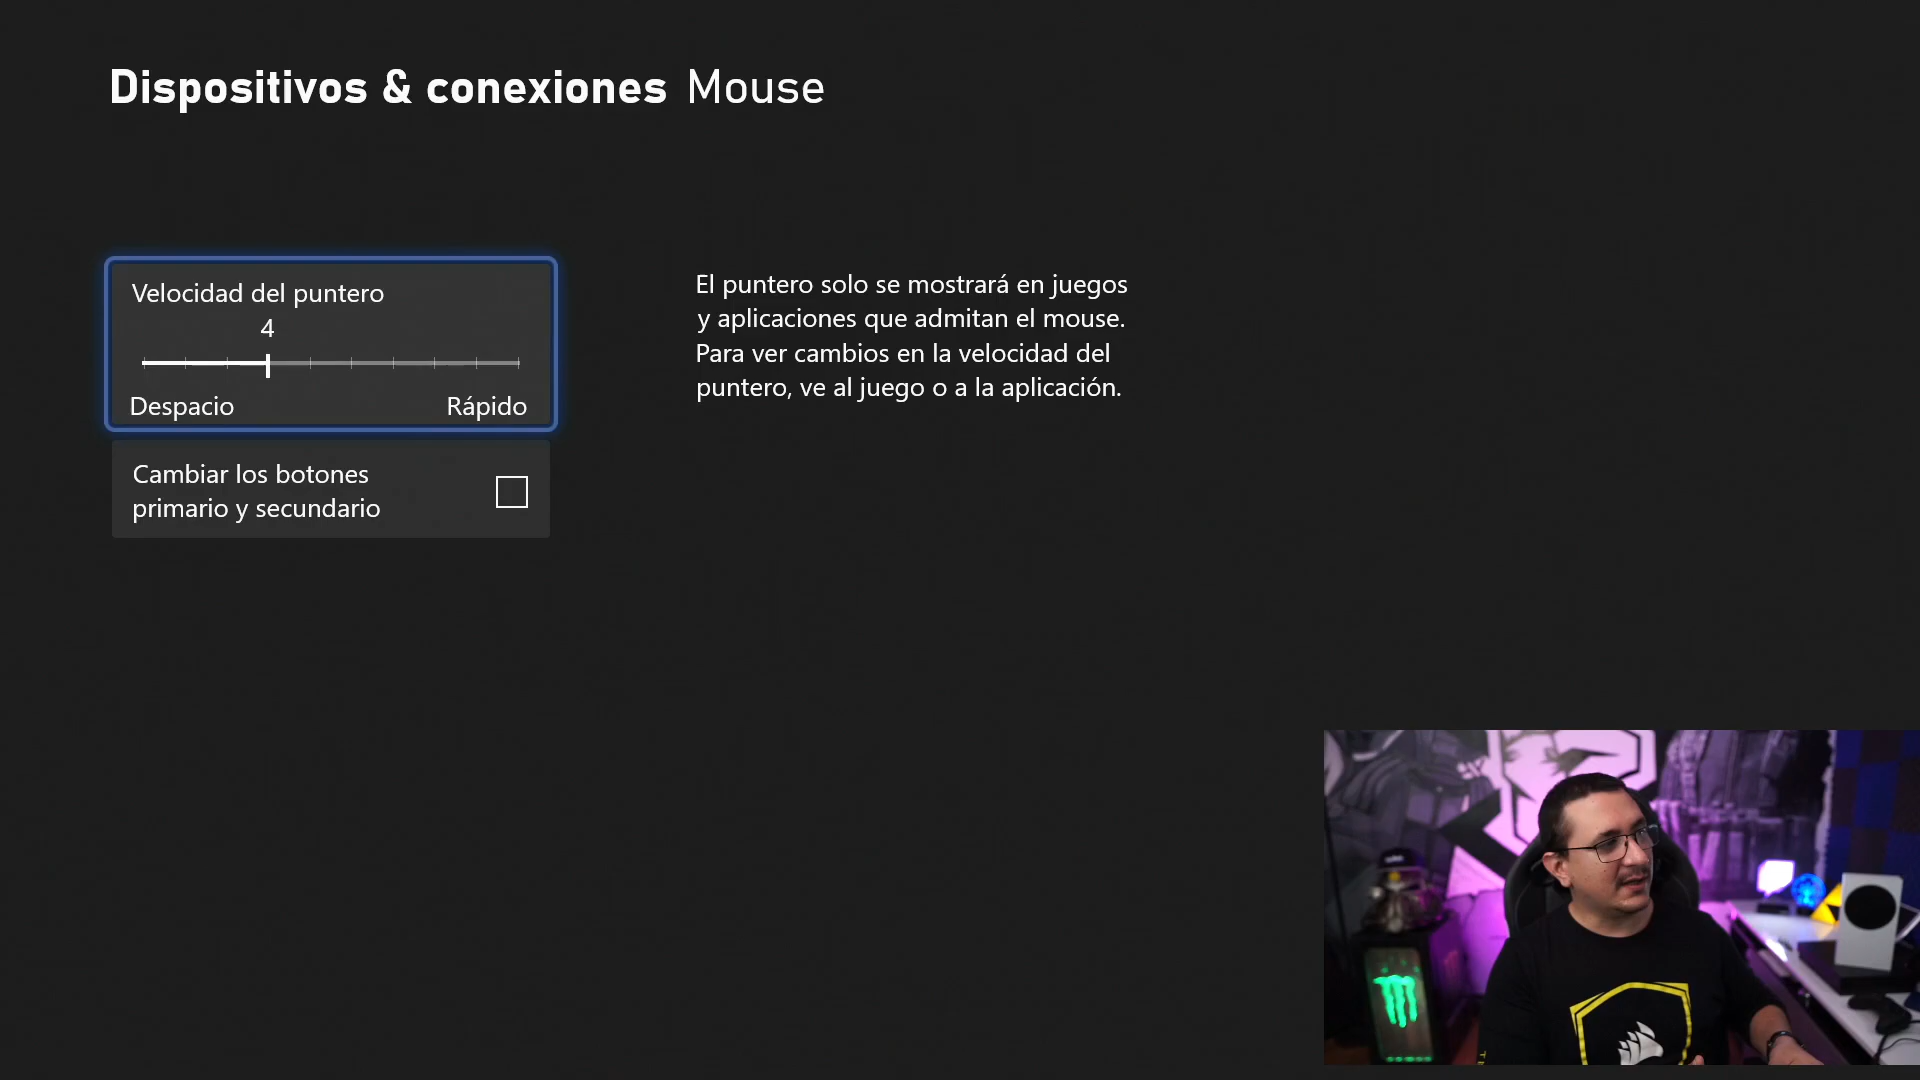 Dispositivos & conexiones Mouse
Velocidad del puntero
4
Despacio Rápido
Cambiar los botones
primario y secundario
El puntero solo se mostrará en juegos
y aplicaciones que admitan el mouse.
Para ver cambios en la velocidad del
puntero, ve al juego o a la aplicación.